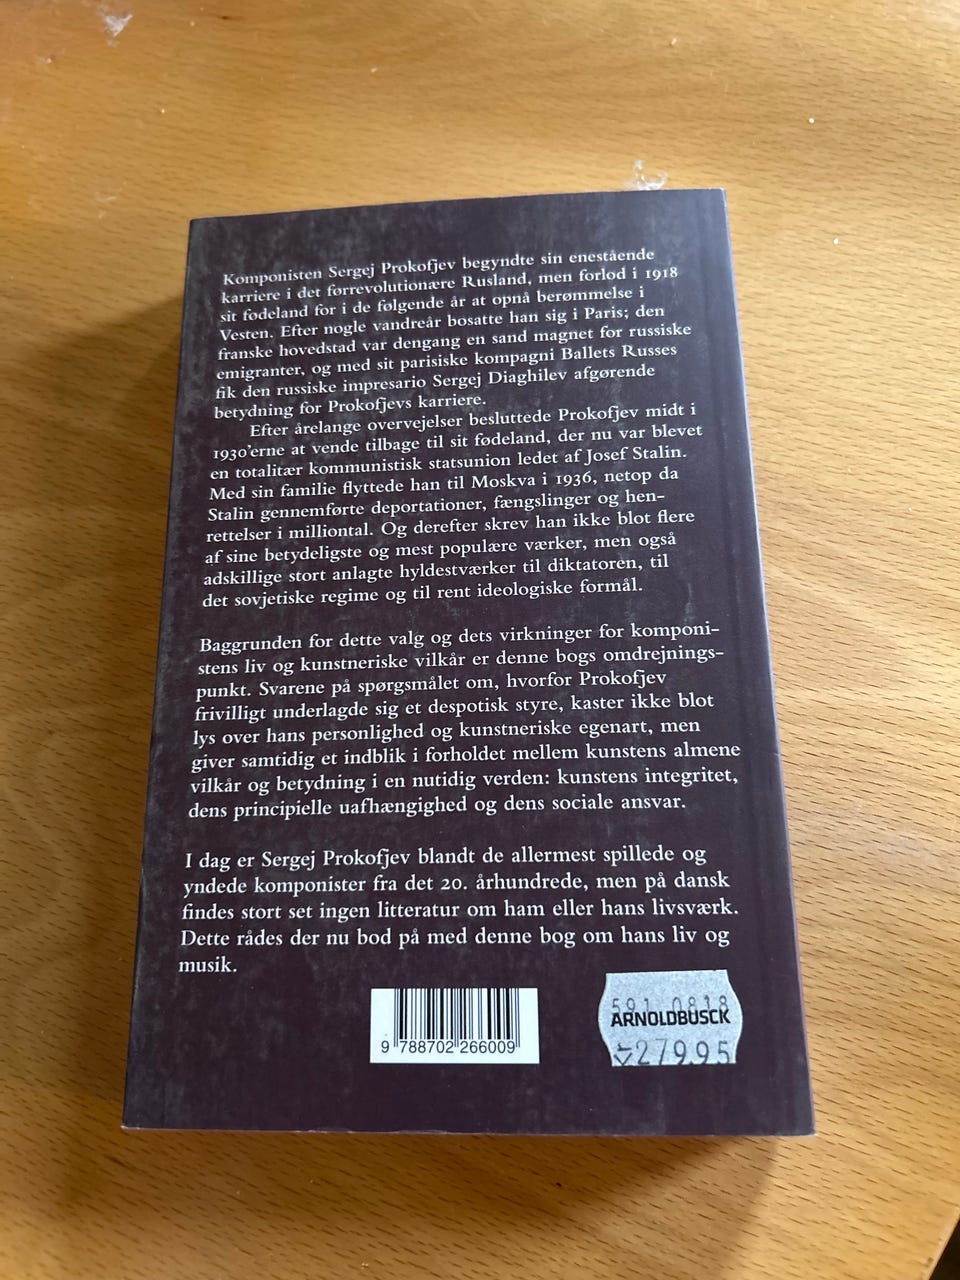 Komponisten Sergej Prokofjev begyndte sin enestående
karriere i det førrevolutionære Rusland, men forlod i 1918
sit fødeland for i de følgende år at opnå berømmelse i
Vesten. Efter nogle vandreår bosatte han sig i Paris; den
franske hovedstad var dengang en sand magnet for russiske
emigranter, og med sit parisiske kompagni Ballets Russes
fik den russiske impresario Sergej Diaghilev afgørende
betydning for Prokofjevs karriere.
Efter årelange overvejelser besluttede Prokofjev midt i
1930'erne at vende tilbage til sit fødeland, der nu var blevet
en totalitær kommunistisk statsunion ledet af Josef Stalin.
Med sin familie flyttede han til Moskva i 1936, netop da
Stalin gennemførte deportationer, fængslinger og hen-
rettelser i milliontal. Og derefter skrev han ikke blot flere
af sine betydeligste og mest populære værker, men også
adskillige stort anlagte hyldestværker til diktatoren, til
det sovjetiske regime og til rent ideologiske formål.
Baggrunden for dette valg og dets virkninger for komponi-
stens liv og kunstneriske vilkår er denne bogs omdrejnings-
punkt. Svarene på spørgsmålet om, hvorfor Prokofjev
frivilligt underlagde sig et despotisk styre, kaster ikke blot
lys over hans personlighed og kunstneriske egenart, men
giver samtidig et indblik i forholdet mellem kunstens almene
vilkår og betydning i en nutidig verden: kunstens integritet,
dens principielle uafhængighed og dens sociale ansvar.
I dag er Sergej Prokofjev blandt de allermest spillede og
yndede komponister fra det 20. århundrede, men på dansk
findes stort set ingen litteratur om ham eller hans livsværk.
Dette rådes der nu bod på med denne bog om hans liv og
musik.
9 788702 266009
591 0818
ARNOLDBUSCK
27995